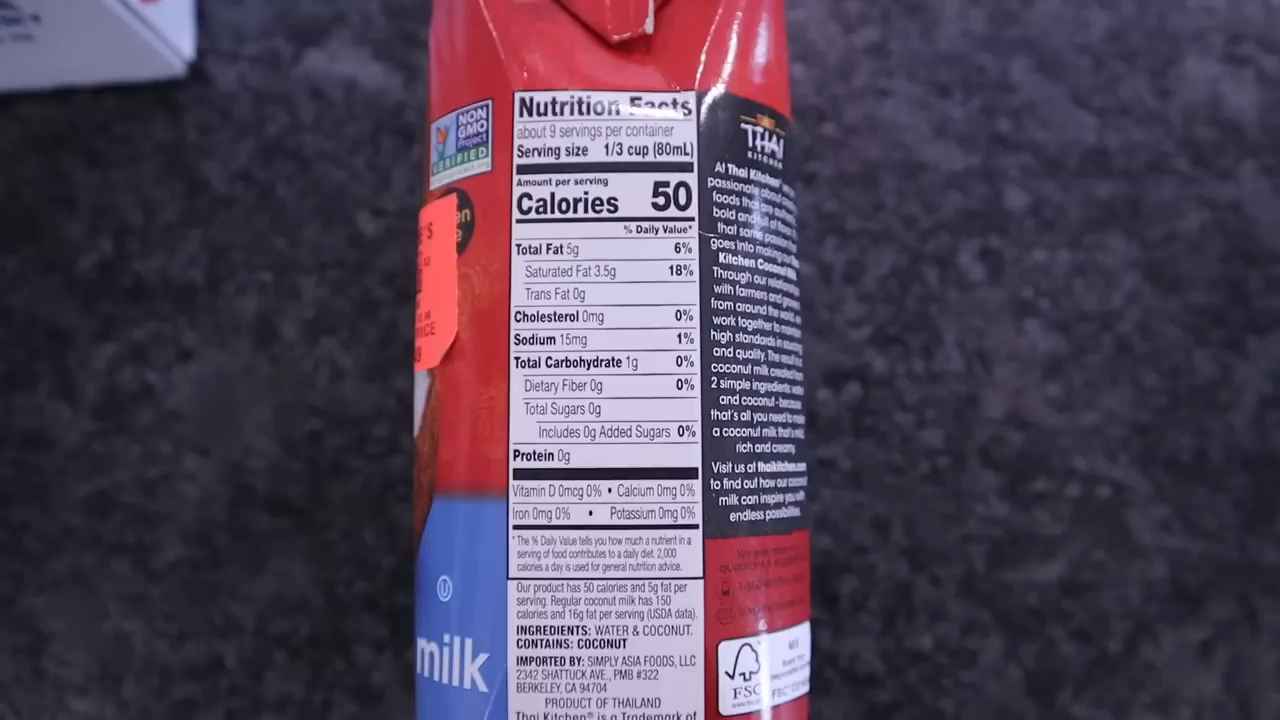 NON
GMO
Project
VERIFIED
milk
Nutrition Facts
about 9 servings per container
Serving size 1/3 cup (80mL)
Amount per serving
Calories 50
% Daily Value*
Total Fat 5g 6%
Saturated Fat 3.5g 18%
Trans Fat 0g
Cholesterol 0mg 0%
Sodium 15mg 1%
Total Carbohydrate 1g 0%
Dietary Fiber 0g 0%
Total Sugars 0g
Includes 0g Added Sugars 0%
Protein 0g
Vitamin D 0mcg 0% • Calcium 0mg 0%
Iron 0mg 0% • Potassium 0mg 0%
*The % Daily Value tells you how much a nutrient in a
serving of food contributes to a daily diet. 2,000
calories a day is used for general nutrition advice.
Our product has 50 calories and 5g fat per
serving. Regular coconut milk has 150
calories and 16g fat per serving (USDA data).
INGREDIENTS: WATER & COCONUT.
CONTAINS: COCONUT
IMPORTED BY: SIMPLY ASIA FOODS, LLC
2342 SHATTUCK AVE., PMB #322
BERKELEY, CA 94704
PRODUCT OF THAILAND
Thai Kitchen® is a Trademark of
THAI
KITCHEN
At Thai Kitchen
passionate about
foods that are
bold and full of
that same passion
goes into making our
Kitchen Coconut
Through our
with farmers and
from around the world,
work together to
high standards in
and quality. The
coconut milk created
2 simple ingredients:
and coconut - because
that's all you need to
a coconut milk that's
rich and creamy.
Visit us at thaikitchen.com
to find out how our coconut
milk can inspire you with
endless possibilities.
FSC